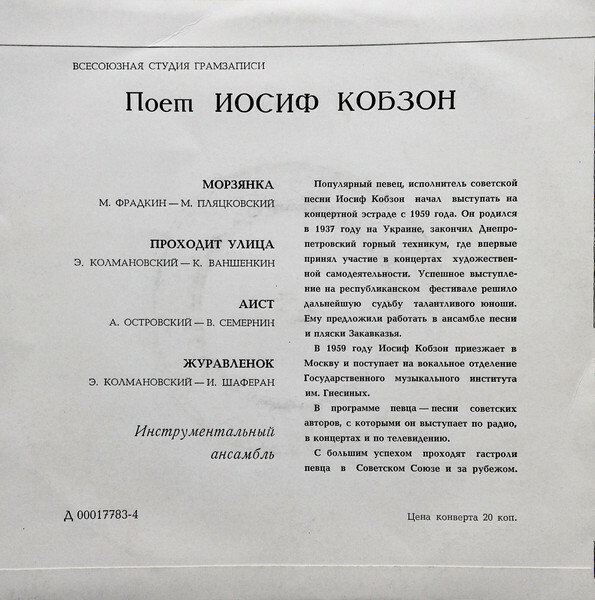 ВСЕСОЮЗНАЯ СТУДИЯ ГРАМЗАПИСИ
Поет ИОСИФ КОБЗОН
МОРЗЯНКА
М. ФРАДКИН — М. ПЛЯЦКОВСКИЙ
ПРОХОДИТ УЛИЦА
Э. КОЛМАНОВСКИЙ — К. ВАНШЕНКИН
АИСТ
А. ОСТРОВСКИЙ — В. СЕМЕРНИН
ЖУРАВЛЕНОК
Э. КОЛМАНОВСКИЙ — И. ШАФЕРАН
Инструментальный
ансамбль
Популярный певец, исполнитель советской
песни Иосиф Кобзон начал выступать на
концертной эстраде с 1959 года. Он родился
в 1937 году на Украине, закончил Днепро-
петровский горный техникум, где впервые
принял участие в концертах художествен-
ной самодеятельности. Успешное выступле-
ние на республиканском фестивале решило
дальнейшую судьбу талантливого юноши.
Ему предложили работать в ансамбле песни
и пляски Закавказья.
В 1959 году Иосиф Кобзон приезжает в
Москву и поступает на вокальное отделение
Государственного музыкального института
им. Гнесиных.
В программе певца — песни советских
авторов, с которыми он выступает по радио,
в концертах и по телевидению.
С большим успехом проходят гастроли
певца в Советском Союзе и за рубежом.
Д 00017783-4
Цена конверта 20 коп.